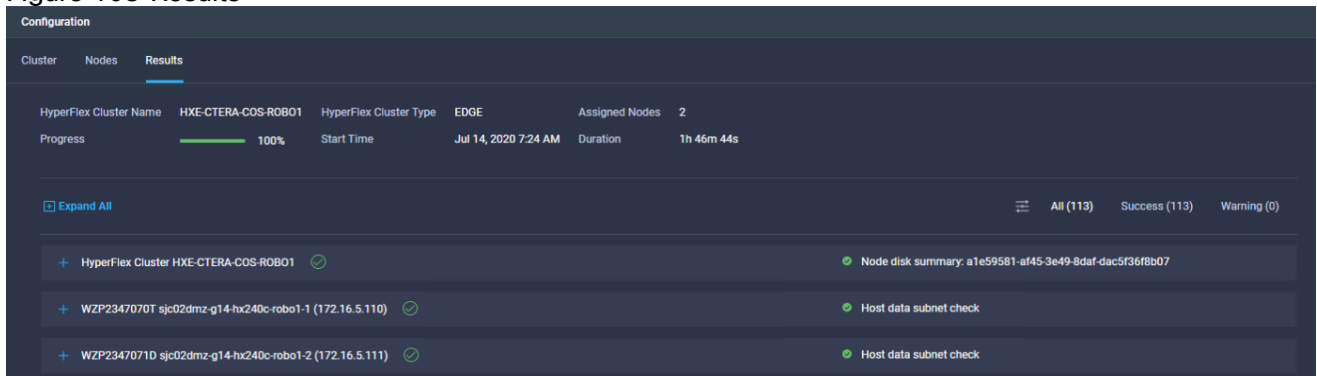 Configuration
Cluster Nodes Results
HyperFlex Cluster Name HXE-CTERA-COS-ROBO1 HyperFlex Cluster Type EDGE Assigned Nodes 2
Progress 100% Start Time Jul 14, 2020 7:24 AM Duration 1h 46m 44s
Expand All All (113) Success (113) Warning (0)
HyperFlex Cluster HXE-CTERA-COS-ROBO1 Node disk summary: a1e59581-af45-3e49-8daf-dac5f36f8b07
WZP2347070T sjc02dmz-g14-hx240c-robo1-1 (172.16.5.110) Host data subnet check
WZP2347071D sjc02dmz-g14-hx240c-robo1-2 (172.16.5.111) Host data subnet check